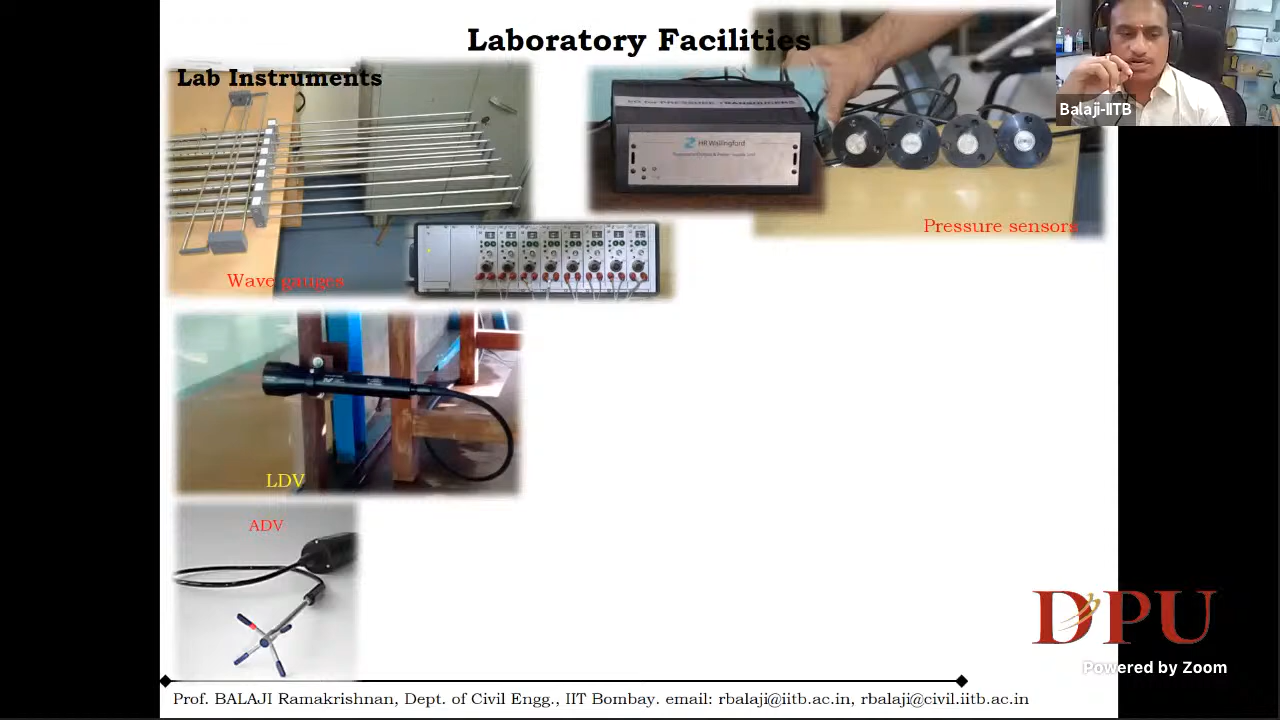 Laboratory Facilities
Lab Instruments
Balaji-IITB
HR Wallingford
Pressure sensors
Wave gauges
LDV
ADV
DPU
Powered by Zoom
Prof. BALAJI Ramakrishnan, Dept. of Civil Engg., IIT Bombay. email: rbalaji@iitb.ac.in, rbalaji@civil.iitb.ac.in